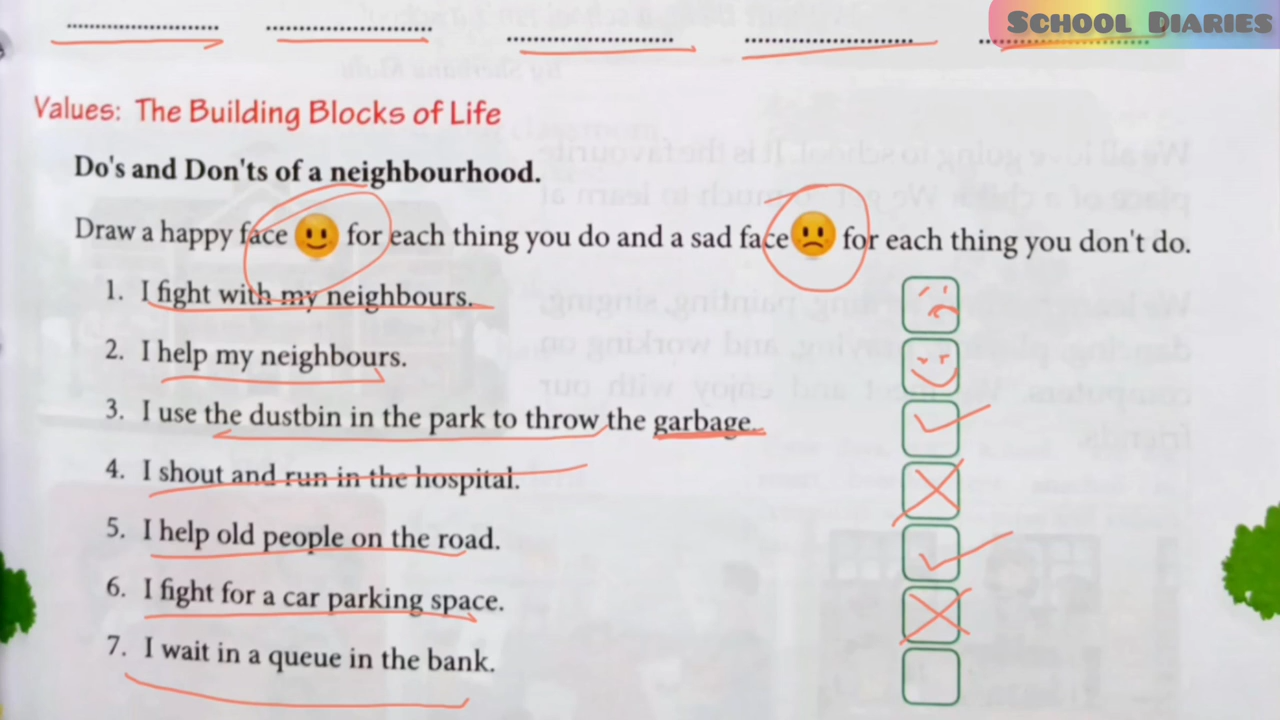 SCHOOL DIARIES
Values: The Building Blocks of Life
Do's and Don'ts of a neighbourhood.
Draw a happy face for each thing you do and a sad face for each thing you don't do.
1. I fight with my neighbours.
2. I help my neighbours.
3. I use the dustbin in the park to throw the garbage.
4. I shout and run in the hospital.
5. I help old people on the road.
6. I fight for a car parking space.
7. I wait in a queue in the bank.